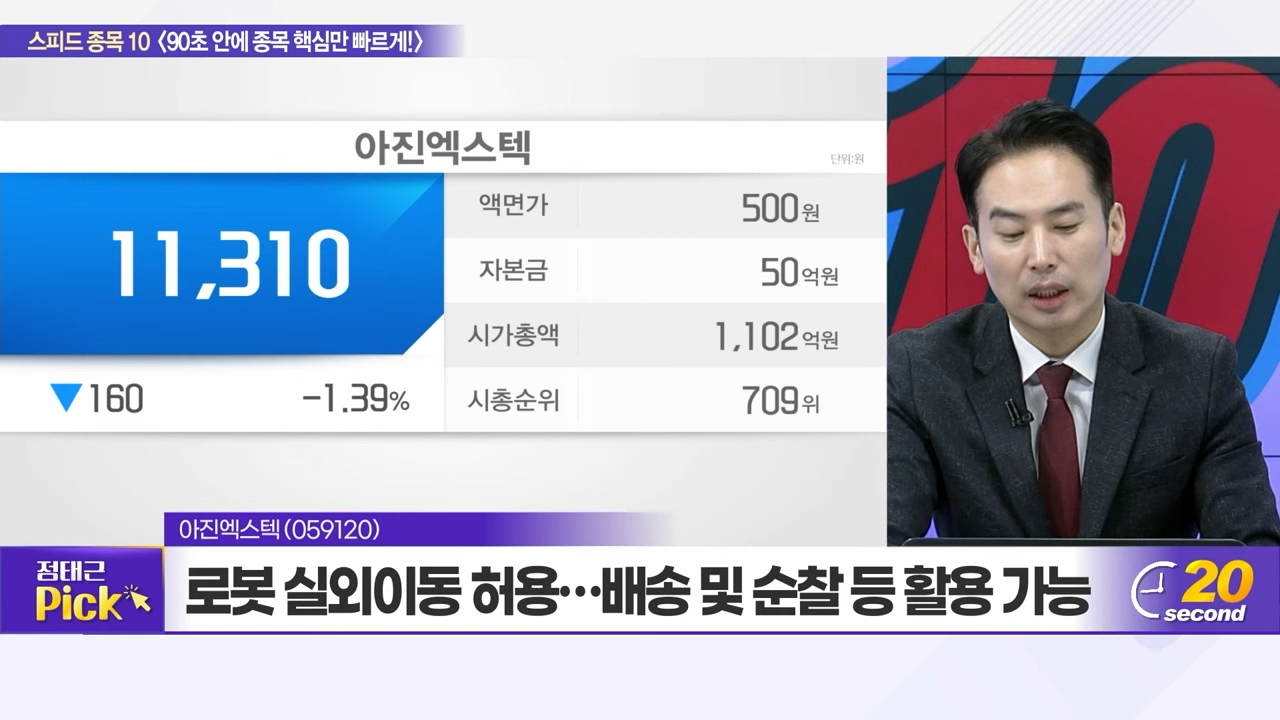 스피드 종목 10 〈90초 안에 종목 핵심만 빠르게!〉
아진엑스텍
단위:원
11,310
▼160 -1.39%
액면가 500원
자본금 50억원
시가총액 1,102억원
시총순위 709위
10
아진엑스텍(059120)
정태근
Pick
로봇 실외이동 허용…배송 및 순찰 등 활용 가능
20
second